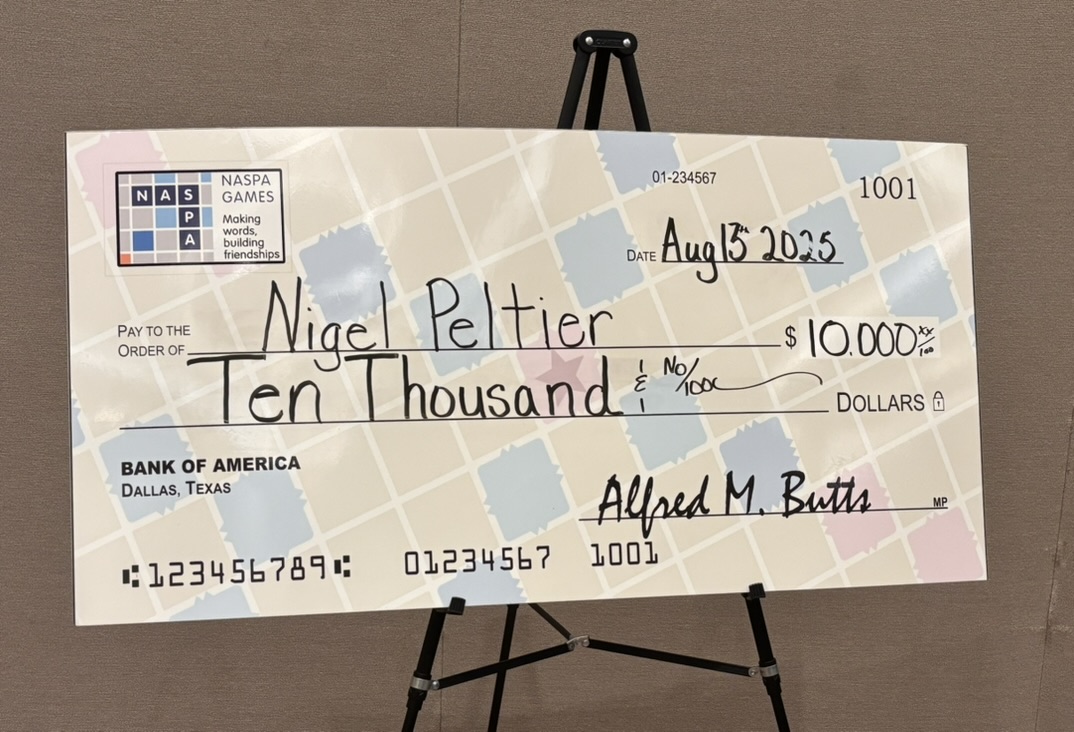 NASPA
NASPA GAMES
Making words, building friendships
01-234567
1001
DATE Aug 13th 2025
PAY TO THE ORDER OF Nigel Peltier $ 10.000 xx/100
Ten Thousand & No/100 DOLLARS
BANK OF AMERICA
DALLAS, TEXAS
Alfred M. Butts MP
⑆123456789⑆ 01234567 1001